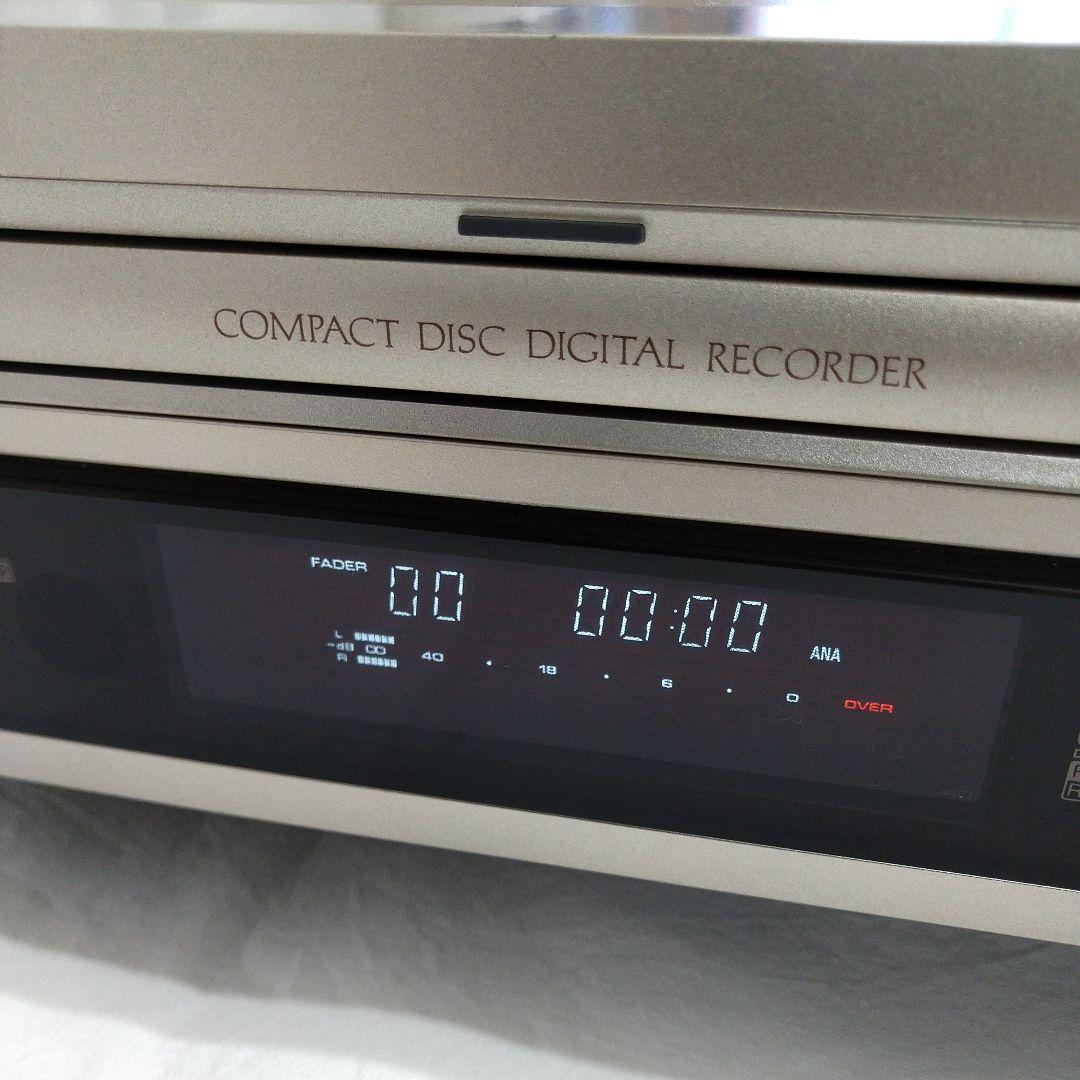 COMPACT DISC DIGITAL RECORDER
FADER 00 00:00 ANA
L
-dB ∞ 40 • 18 • 6 • 0 OVER
R